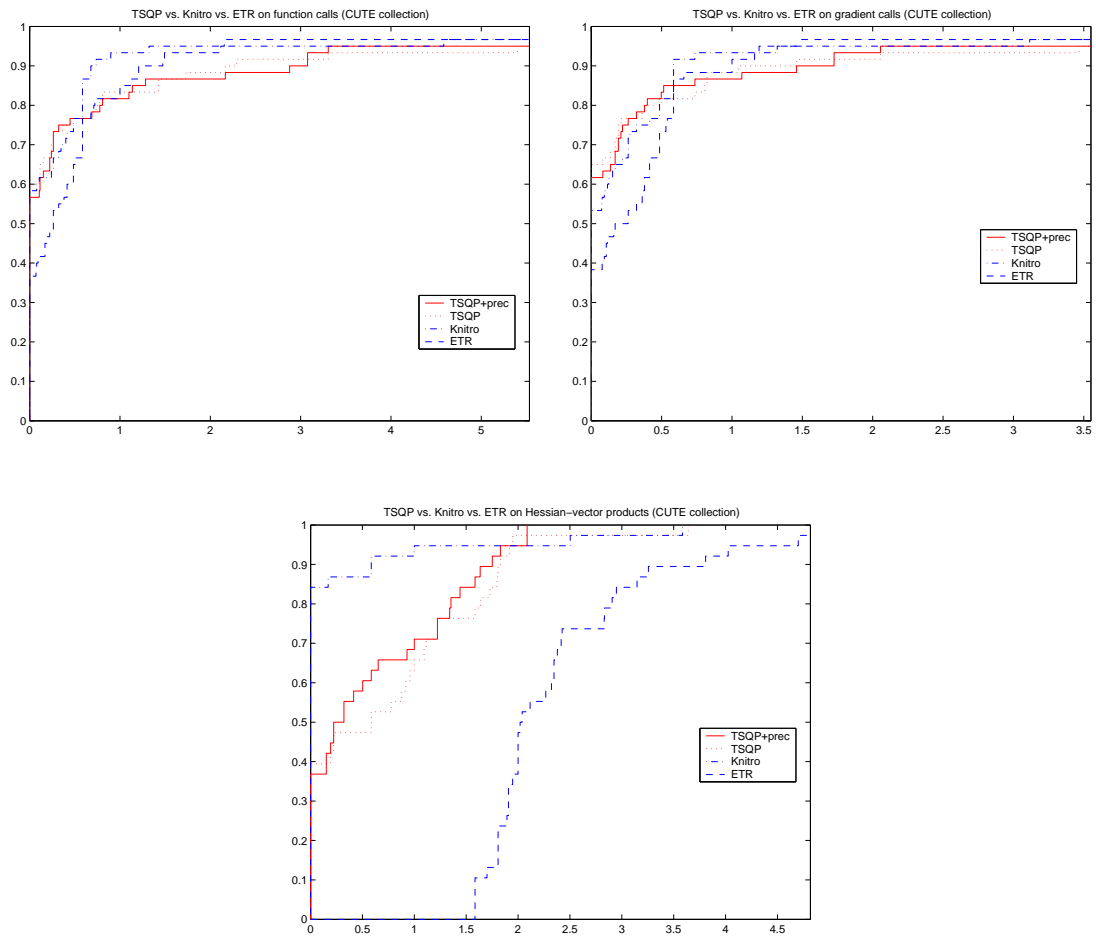 TSQP vs. Knitro vs. ETR on function calls (CUTE collection)
1
0.9
0.8
0.7
0.6
0.5
0.4
0.3
0.2
0.1
0
0 1 2 3 4 5
TSQP+prec
TSQP
Knitro
ETR
TSQP vs. Knitro vs. ETR on gradient calls (CUTE collection)
1
0.9
0.8
0.7
0.6
0.5
0.4
0.3
0.2
0.1
0
0 0.5 1 1.5 2 2.5 3 3.5
TSQP+prec
TSQP
Knitro
ETR
TSQP vs. Knitro vs. ETR on Hessian−vector products (CUTE collection)
1
0.9
0.8
0.7
0.6
0.5
0.4
0.3
0.2
0.1
0
0 0.5 1 1.5 2 2.5 3 3.5 4 4.5
TSQP+prec
TSQP
Knitro
ETR